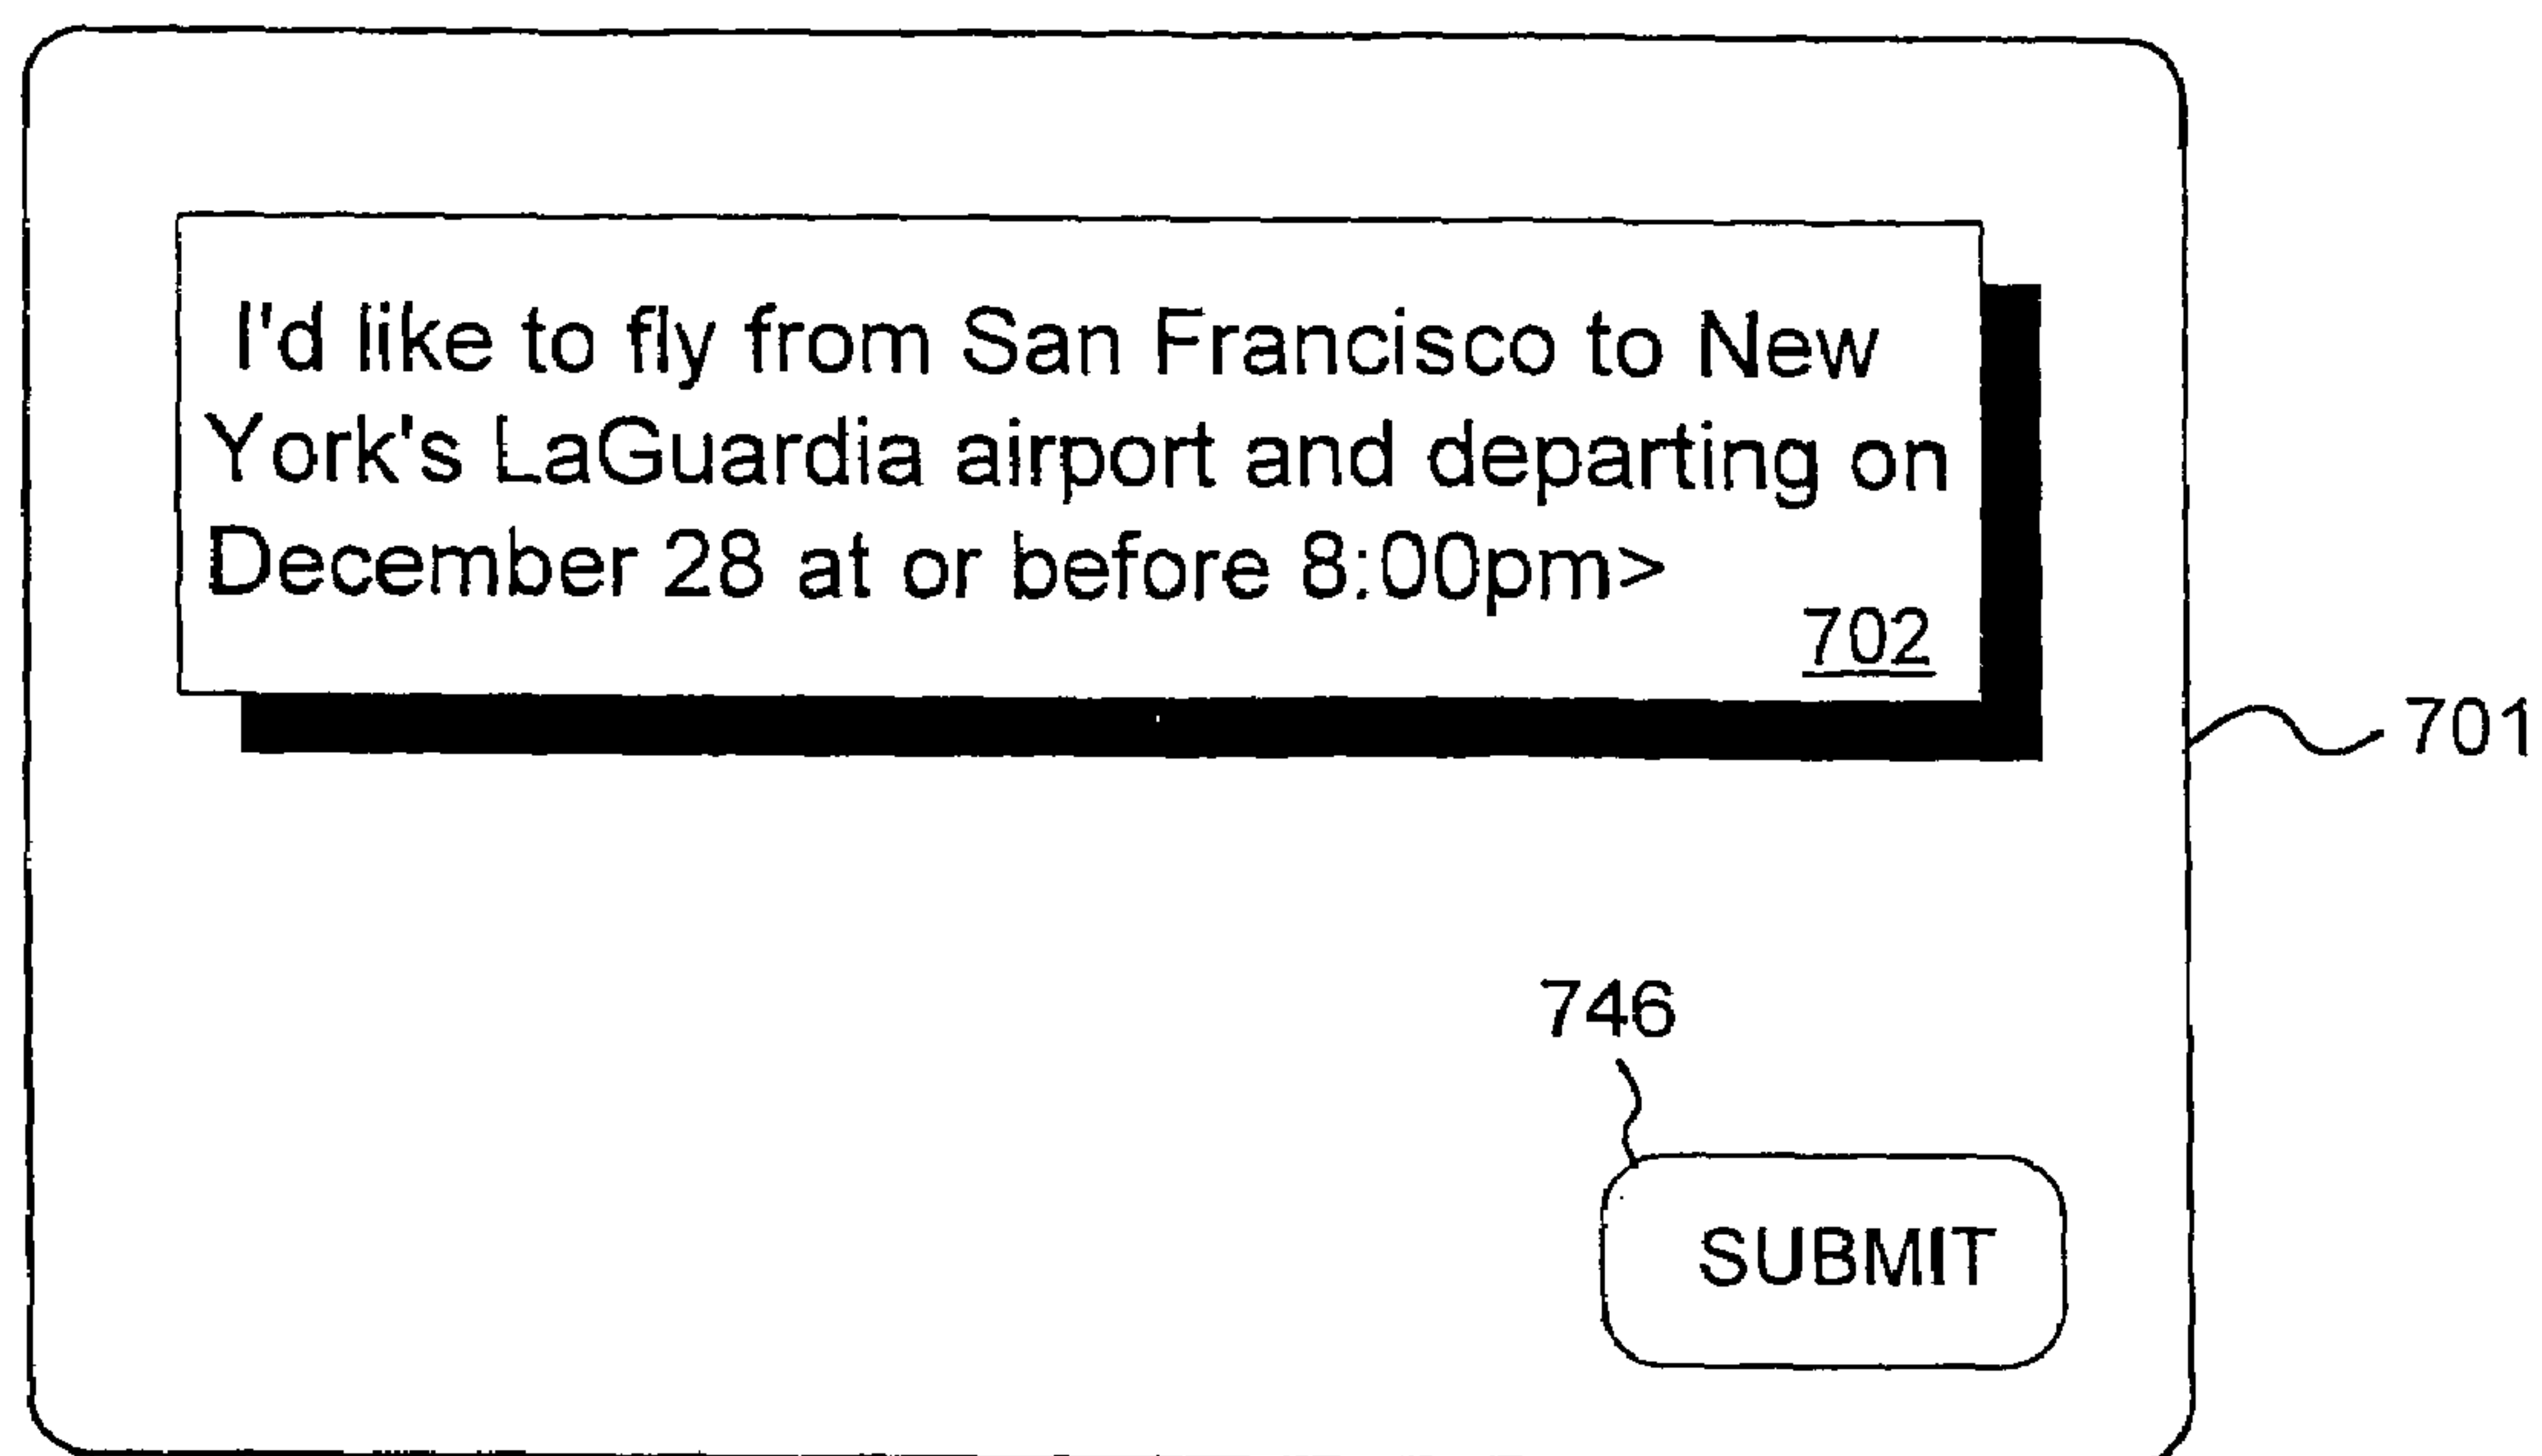 I'd like to fly from San Francisco to New
York's LaGuardia airport and departing on
December 28 at or before 8:00pm>
702
701
746
SUBMIT